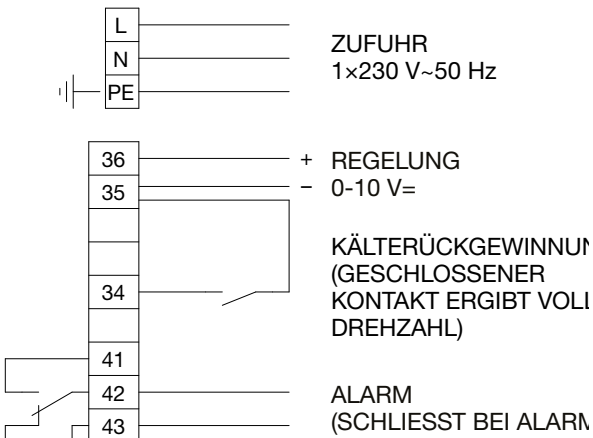 L
N
PE
ZUFUHR
1×230 V~50 Hz
36
35
+ REGELUNG
− 0-10 V=
34
KÄLTERÜCKGEWINNUN
(GESCHLOSSENER
KONTAKT ERGIBT VOLL
DREHZAHL)
41
42
43
ALARM
(SCHLIESST BEI ALARM